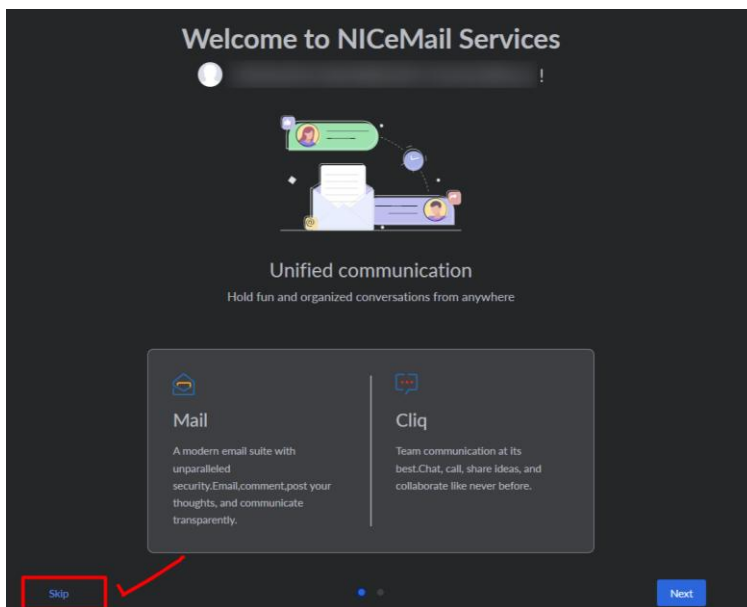 Welcome to NICeMail Services
!
Unified communication
Hold fun and organized conversations from anywhere
Mail
A modern email suite with
unparalleled
security.Email,comment,post your
thoughts, and communicate
transparently.
Cliq
Team communication at its
best.Chat, call, share ideas, and
collaborate like never before.
Skip
Next